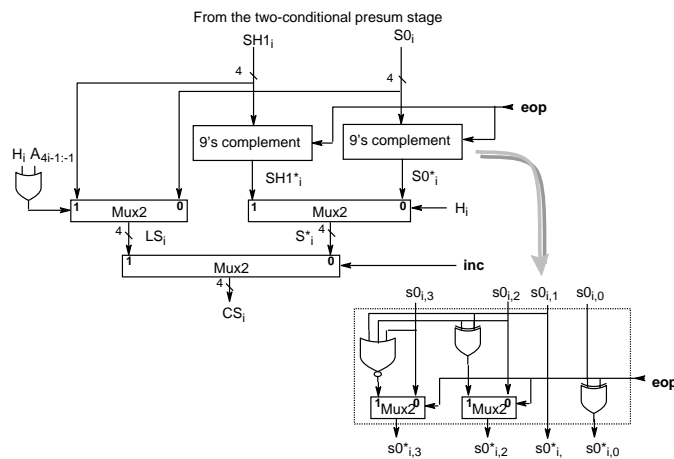 From the two-conditional presum stage
SH1i S0i
4 4
eop
9's complement 9's complement
Hi A4i-1:-1
SH1*i S0*i
1 0 1 0
Mux2 Mux2 Hi
4 LSi S*i 4
1 0
Mux2 inc
4
CSi
s0i,3 s0i,2 s0i,1 s0i,0
eop
1 0 1 0
Mux2 Mux2
s0*i,3 s0*i,2 s0*i, s0*i,0